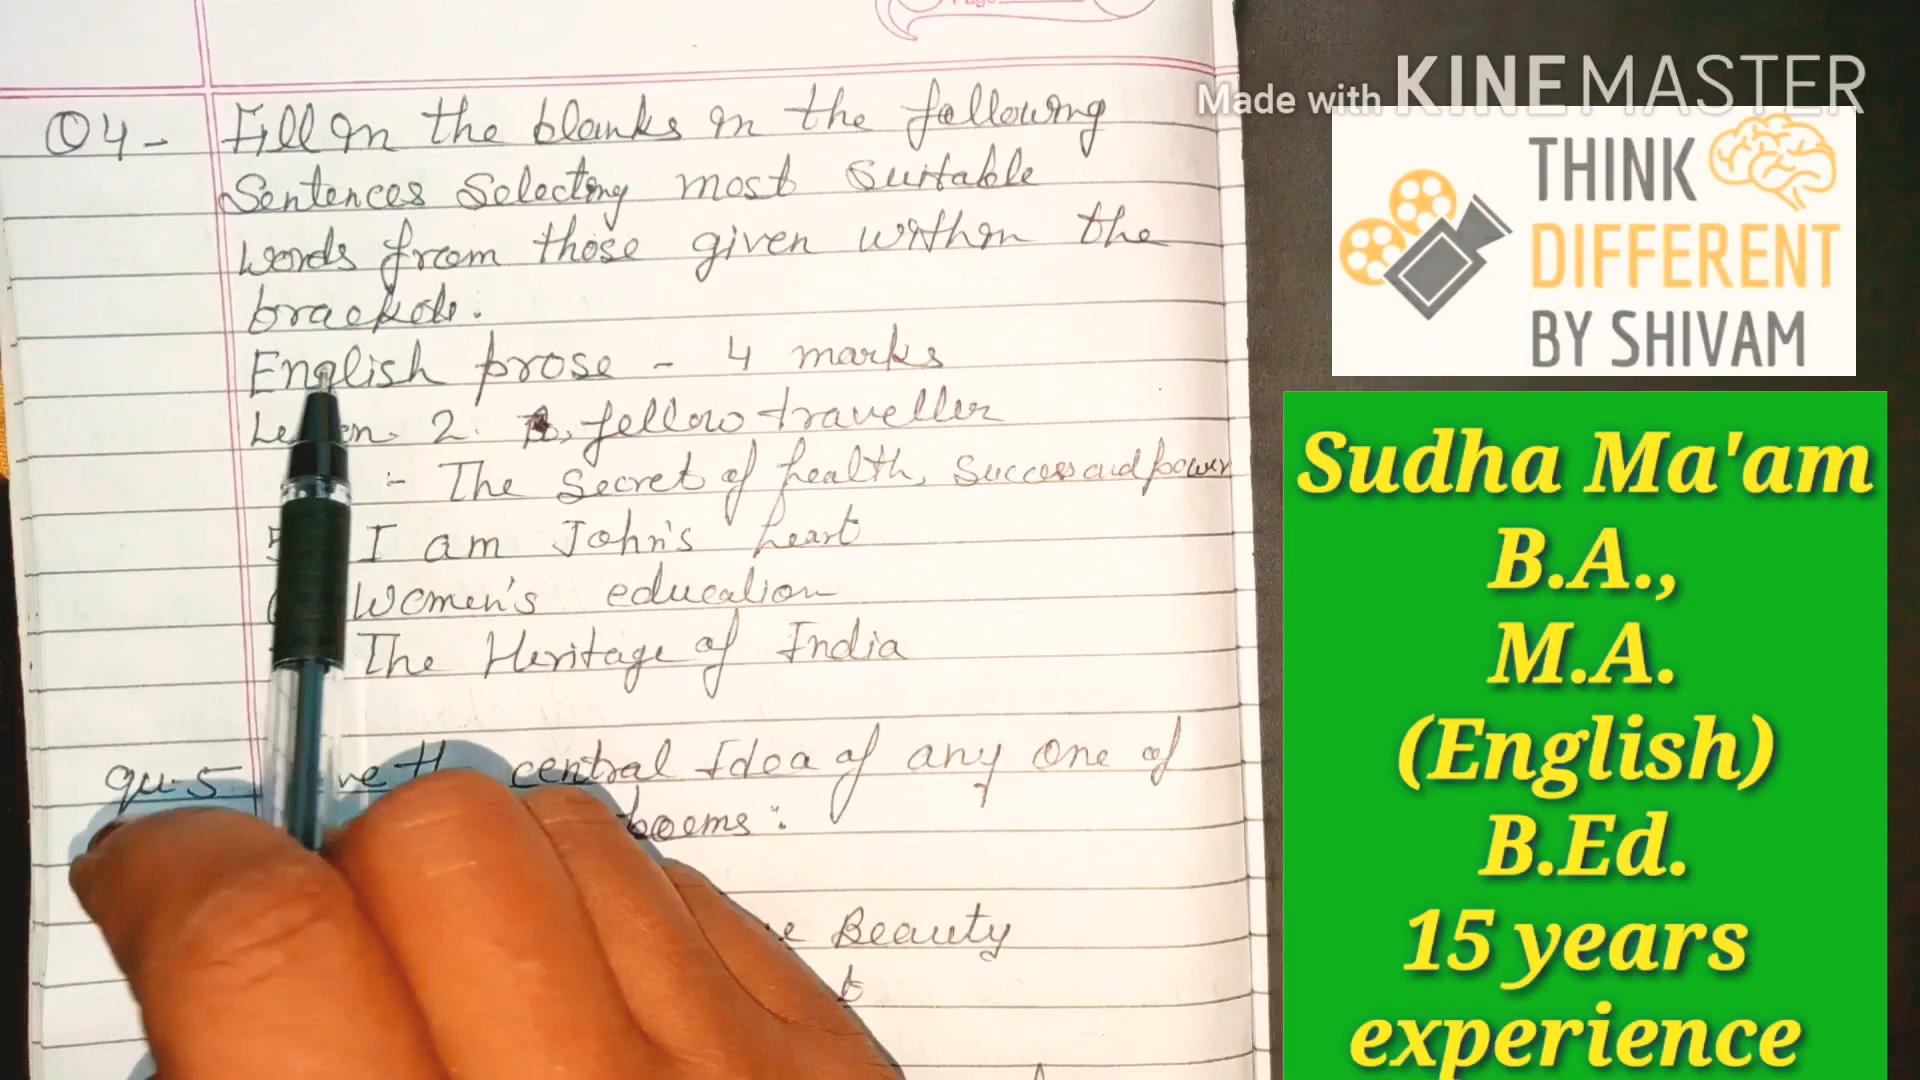 Page
Q4- Fill in the blanks in the following
Sentences Selecting most Suitable
words from those given within the
brackets.
English prose - 4 marks
2. A fellow traveller
:- The Secret of health, Success and power
I am John's heart
Women's education
The Heritage of India
qu.5 central Idea of any one of
poems:
Beauty
Made with KINEMASTER
THINK
DIFFERENT
BY SHIVAM
Sudha Ma'am
B.A.,
M.A.
(English)
B.Ed.
15 years
experience